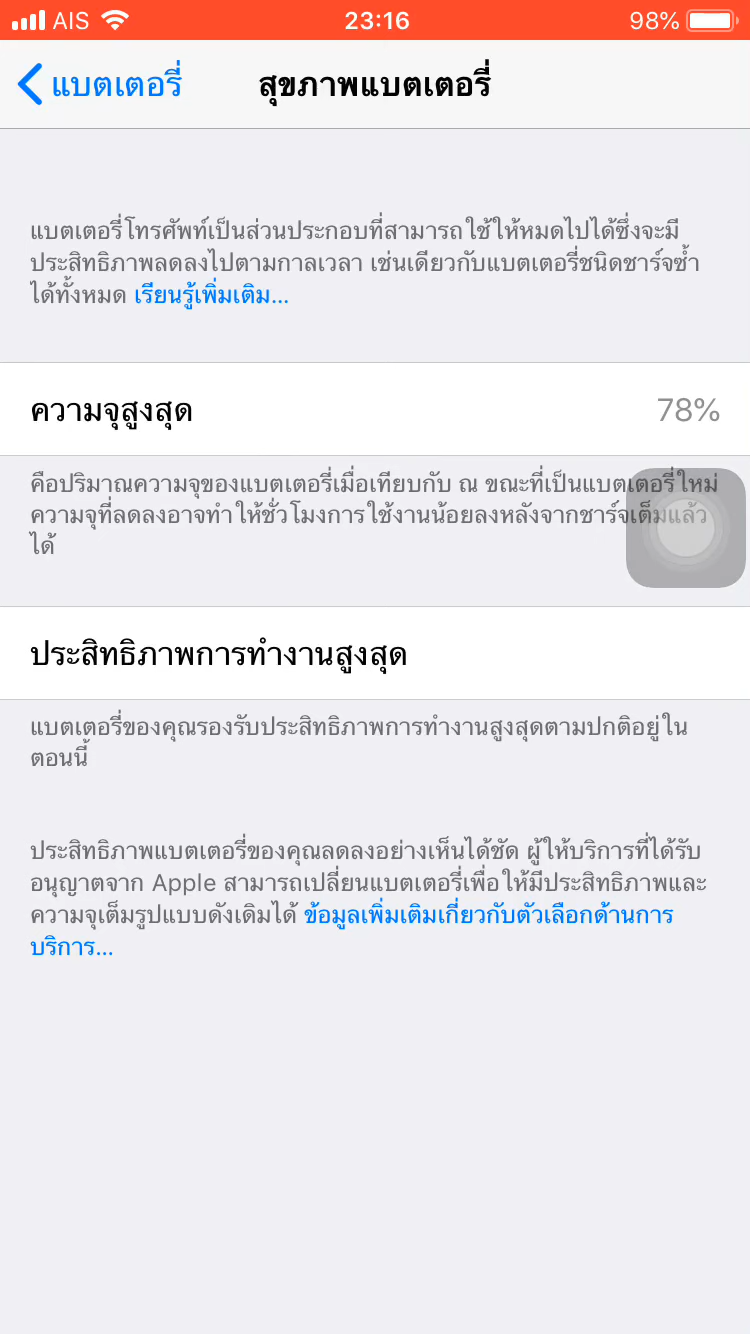 AIS 23:16 98%
แบตเตอรี่ สุขภาพแบตเตอรี่
แบตเตอรี่โทรศัพท์เป็นส่วนประกอบที่สามารถใช้ให้หมดไปได้ซึ่งจะมี
ประสิทธิภาพลดลงไปตามกาลเวลา เช่นเดียวกับแบตเตอรี่ชนิดชาร์จซ้ำ
ได้ทั้งหมด เรียนรู้เพิ่มเติม...
ความจุสูงสุด 78%
คือปริมาณความจุของแบตเตอรี่เมื่อเทียบกับ ณ ขณะที่เป็นแบตเตอรี่ใหม่
ความจุที่ลดลงอาจทำให้ชั่วโมงการใช้งานน้อยลงหลังจากชาร์จเต็มแล้ว
ได้
ประสิทธิภาพการทำงานสูงสุด
แบตเตอรี่ของคุณรองรับประสิทธิภาพการทำงานสูงสุดตามปกติอยู่ใน
ตอนนี้
ประสิทธิภาพแบตเตอรี่ของคุณลดลงอย่างเห็นได้ชัด ผู้ให้บริการที่ได้รับ
อนุญาตจาก Apple สามารถเปลี่ยนแบตเตอรี่เพื่อให้มีประสิทธิภาพและ
ความจุเต็มรูปแบบดังเดิมได้ ข้อมูลเพิ่มเติมเกี่ยวกับตัวเลือกด้านการ
บริการ...